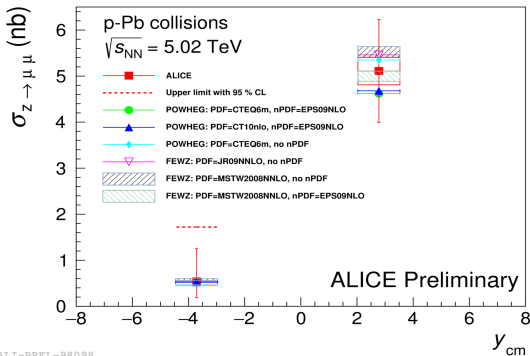 p-Pb collisions
√s_NN = 5.02 TeV
ALICE
Upper limit with 95 % CL
POWHEG: PDF=CTEQ6m, nPDF=EPS09NLO
POWHEG: PDF=CT10nlo, nPDF=EPS09NLO
POWHEG: PDF=CTEQ6m, no nPDF
FEWZ: PDF=JR09NNLO, no nPDF
FEWZ: PDF=MSTW2008NNLO, no nPDF
FEWZ: PDF=MSTW2008NNLO, nPDF=EPS09NLO
σ_Z→μμ (nb)
6
5
4
3
2
1
0
ALICE Preliminary
−8 −6 −4 −2 0 2 4 6 8
y_cm